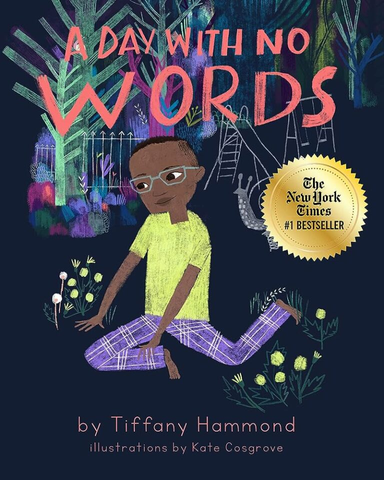 A DAY WITH NO
WORDS
The
New York
Times
#1 BESTSELLER
by Tiffany Hammond
illustrations by Kate Cosgrove